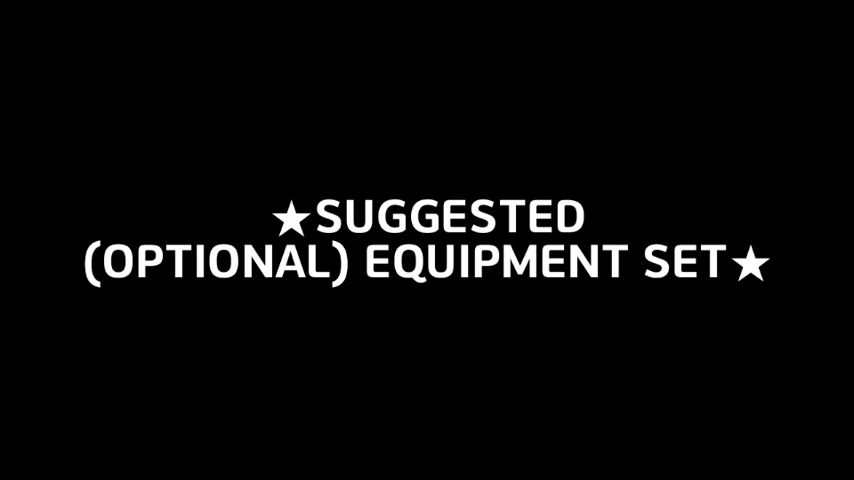 ★SUGGESTED
(OPTIONAL) EQUIPMENT SET★